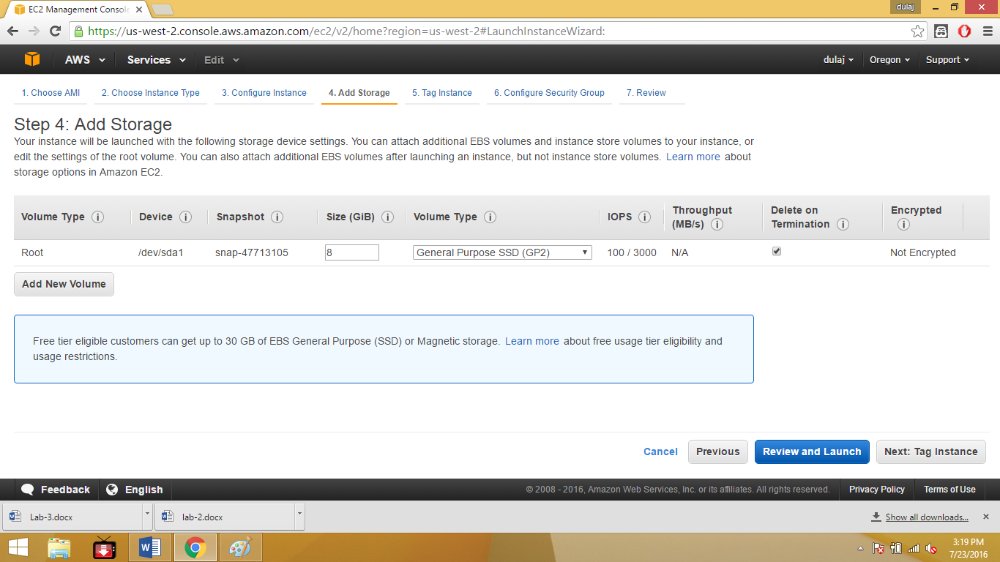 EC2 Management Console
dulaj
https://us-west-2.console.aws.amazon.com/ec2/v2/home?region=us-west-2#LaunchInstanceWizard:
AWS Services Edit dulaj Oregon Support
1. Choose AMI 2. Choose Instance Type 3. Configure Instance 4. Add Storage 5. Tag Instance 6. Configure Security Group 7. Review
Step 4: Add Storage
Your instance will be launched with the following storage device settings. You can attach additional EBS volumes and instance store volumes to your instance, or
edit the settings of the root volume. You can also attach additional EBS volumes after launching an instance, but not instance store volumes. Learn more about
storage options in Amazon EC2.
Volume Type i Device i Snapshot i Size (GiB) i Volume Type i IOPS i Throughput (MB/s) i Delete on Termination i Encrypted i
Root /dev/sda1 snap-47713105 8 General Purpose SSD (GP2) 100 / 3000 N/A Not Encrypted
Add New Volume
Free tier eligible customers can get up to 30 GB of EBS General Purpose (SSD) or Magnetic storage. Learn more about free usage tier eligibility and
usage restrictions.
Cancel Previous Review and Launch Next: Tag Instance
Feedback English © 2008 - 2016, Amazon Web Services, Inc. or its affiliates. All rights reserved. Privacy Policy Terms of Use
Lab-3.docx lab-2.docx Show all downloads...
3:19 PM
7/23/2016